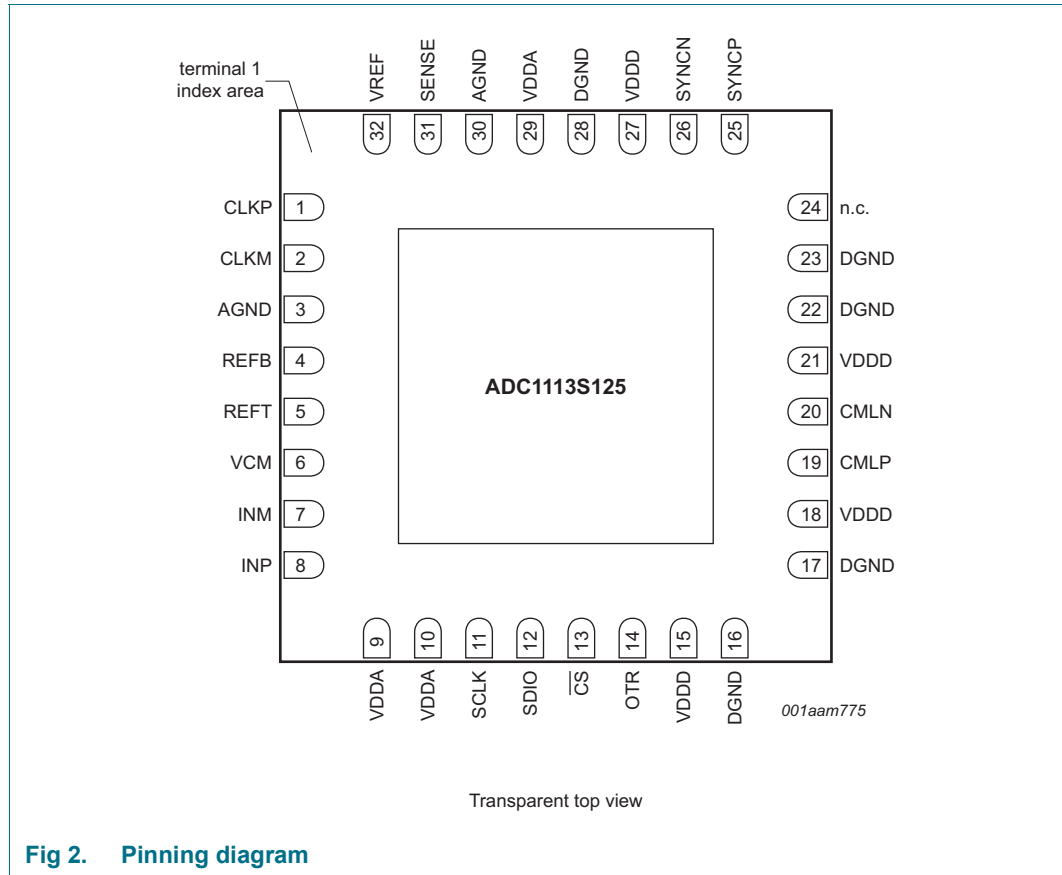 terminal 1
index area
VREF
SENSE
AGND
VDDA
DGND
VDDD
SYNCN
SYNCP
32
31
30
29
28
27
26
25
CLKP 1
CLKM 2
AGND 3
REFB 4
REFT 5
VCM 6
INM 7
INP 8
ADC1113S125
24 n.c.
23 DGND
22 DGND
21 VDDD
20 CMLN
19 CMLP
18 VDDD
17 DGND
9
10
11
12
13
14
15
16
VDDA
VDDA
SCLK
SDIO
C̅S̅
OTR
VDDD
DGND
001aam775
Transparent top view
Fig 2. Pinning diagram